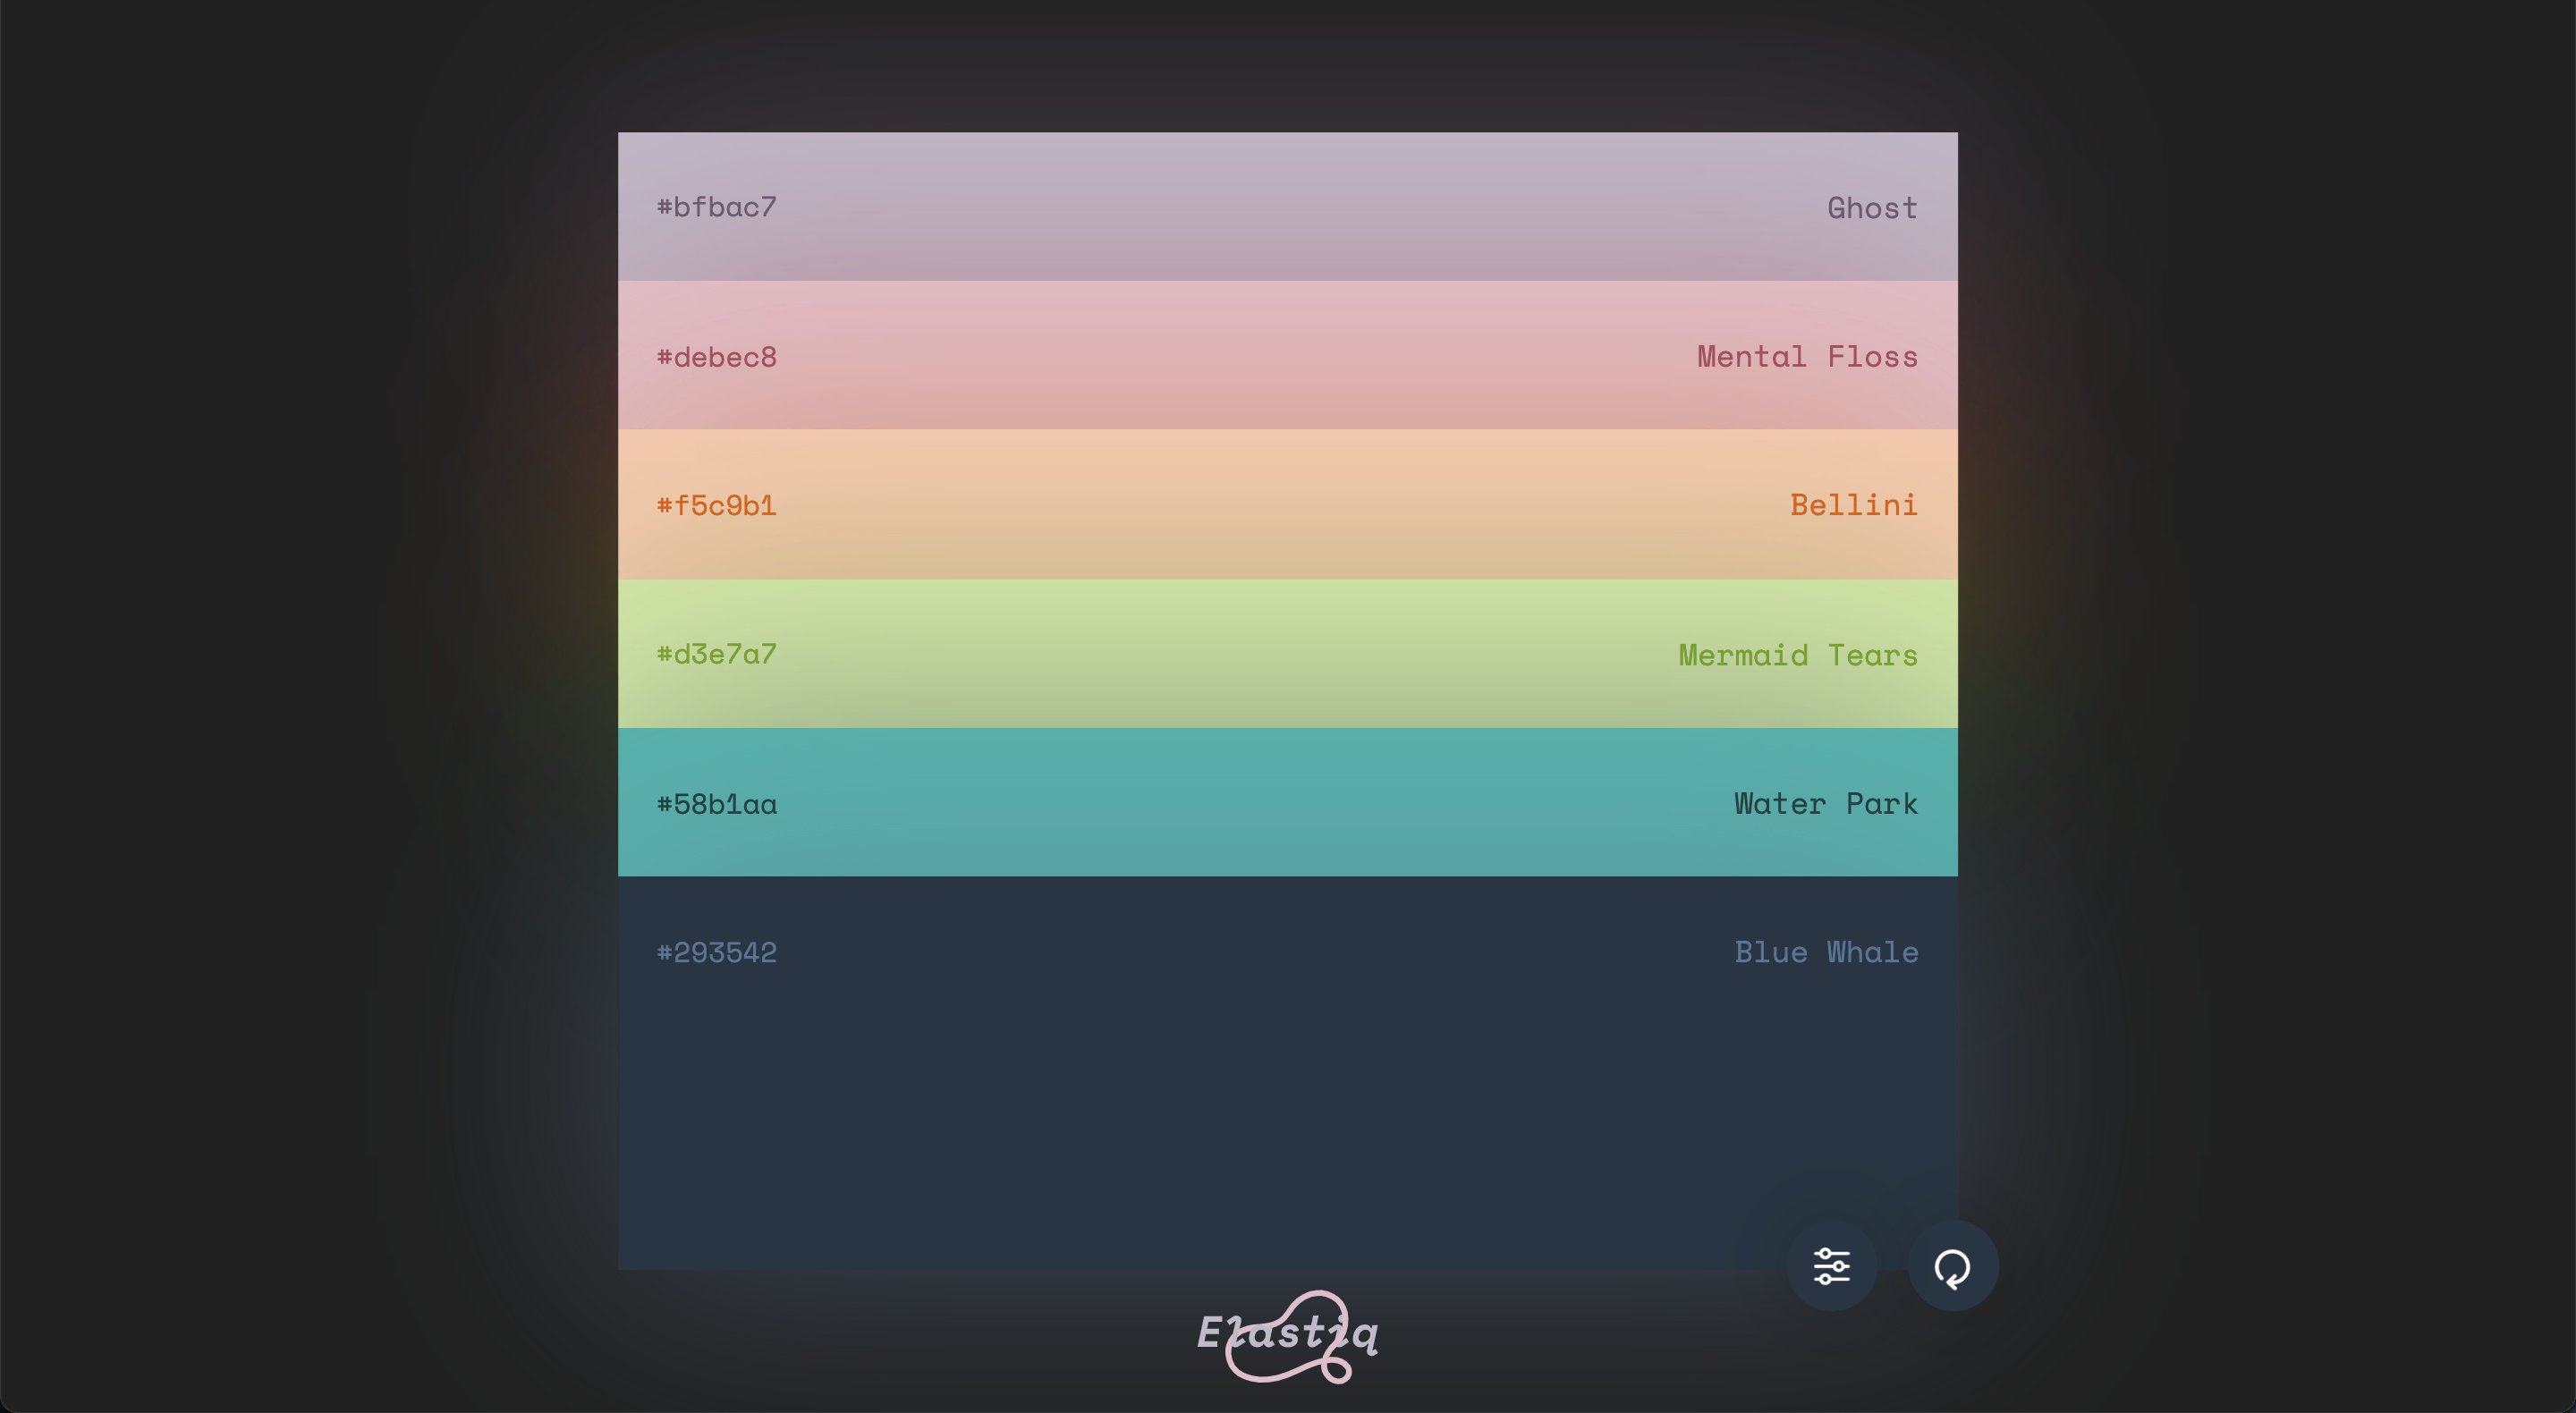 #bfbac7 Ghost
#debec8 Mental Floss
#f5c9b1 Bellini
#d3e7a7 Mermaid Tears
#58b1aa Water Park
#293542 Blue Whale
Elastiq